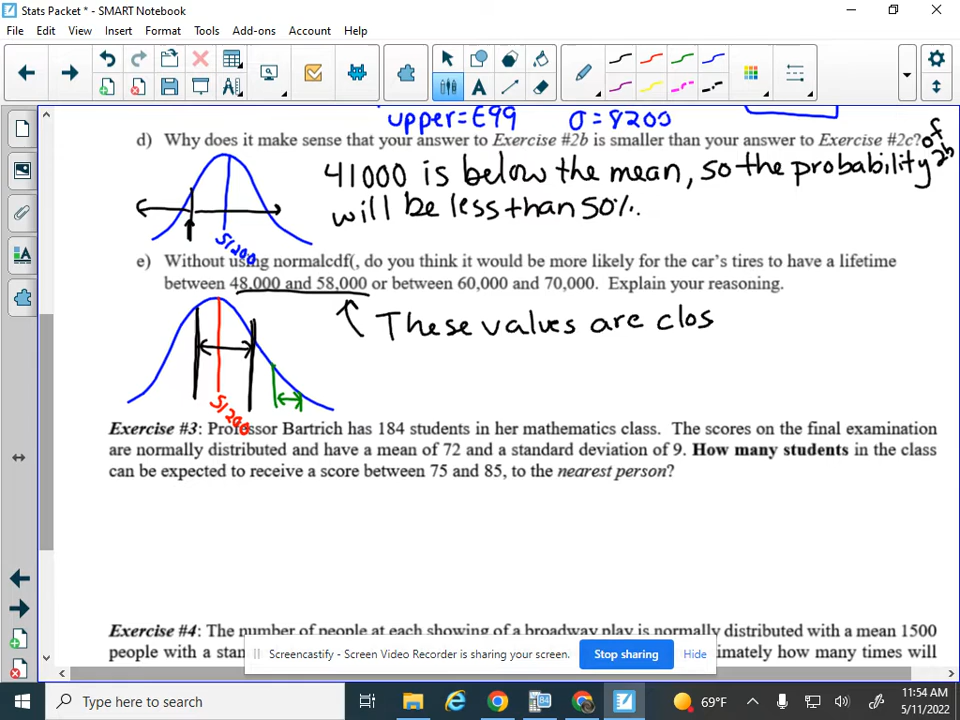 Stats Packet * - SMART Notebook
File Edit View Insert Format Tools Add-ons Account Help
upper=E99 σ=8200
d) Why does it make sense that your answer to Exercise #2b is smaller than your answer to Exercise #2c?
41000 is below the mean, so the probability of 2b
will be less than 50%.
51200
e) Without using normalcdf(, do you think it would be more likely for the car's tires to have a lifetime
between 48,000 and 58,000 or between 60,000 and 70,000. Explain your reasoning.
These values are clos
51200
Exercise #3: Professor Bartrich has 184 students in her mathematics class. The scores on the final examination
are normally distributed and have a mean of 72 and a standard deviation of 9. How many students in the class
can be expected to receive a score between 75 and 85, to the nearest person?
Exercise #4: The number of people at each showing of a broadway play is normally distributed with a mean 1500
people with a stan
imately how many times will
Screencastify - Screen Video Recorder is sharing your screen. Stop sharing Hide
Type here to search
69°F
11:54 AM
5/11/2022